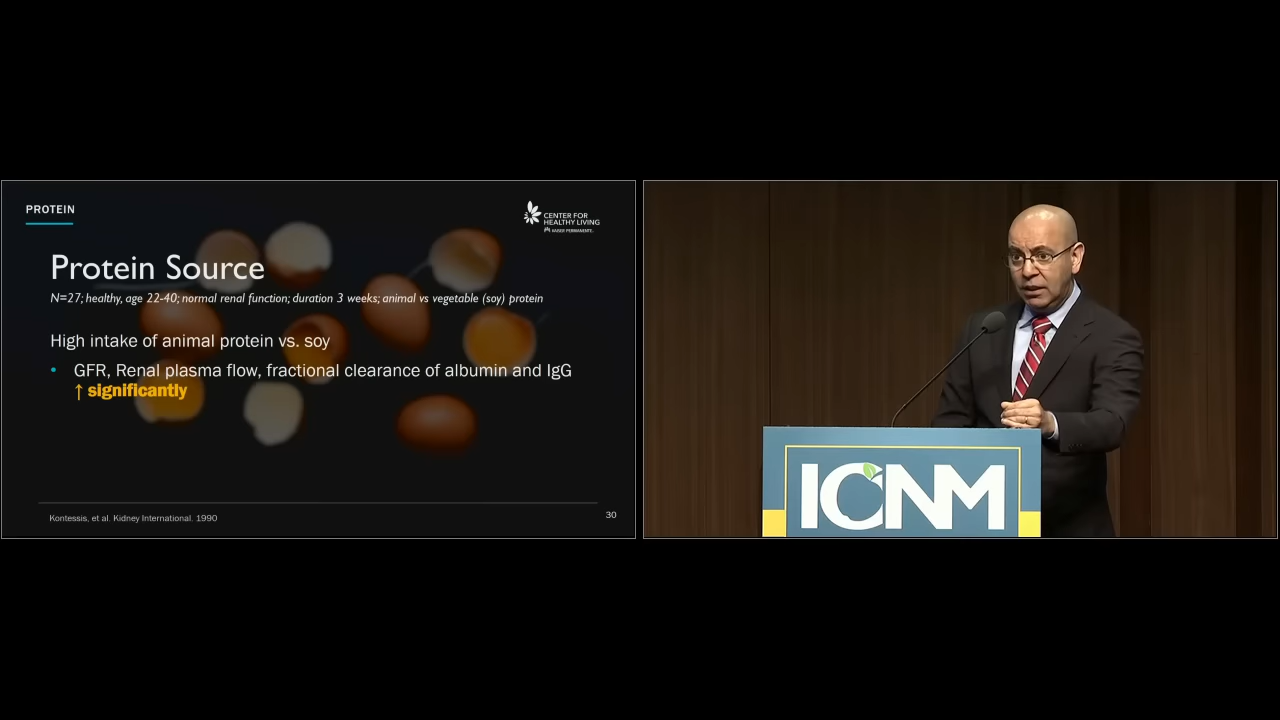 PROTEIN
CENTER FOR
HEALTHY LIVING
KAISER PERMANENTE.
Protein Source
N=27; healthy, age 22-40; normal renal function; duration 3 weeks; animal vs vegetable (soy) protein
High intake of animal protein vs. soy
• GFR, Renal plasma flow, fractional clearance of albumin and IgG
↑ significantly
Kontessis, et al. Kidney International. 1990
30
ICNM